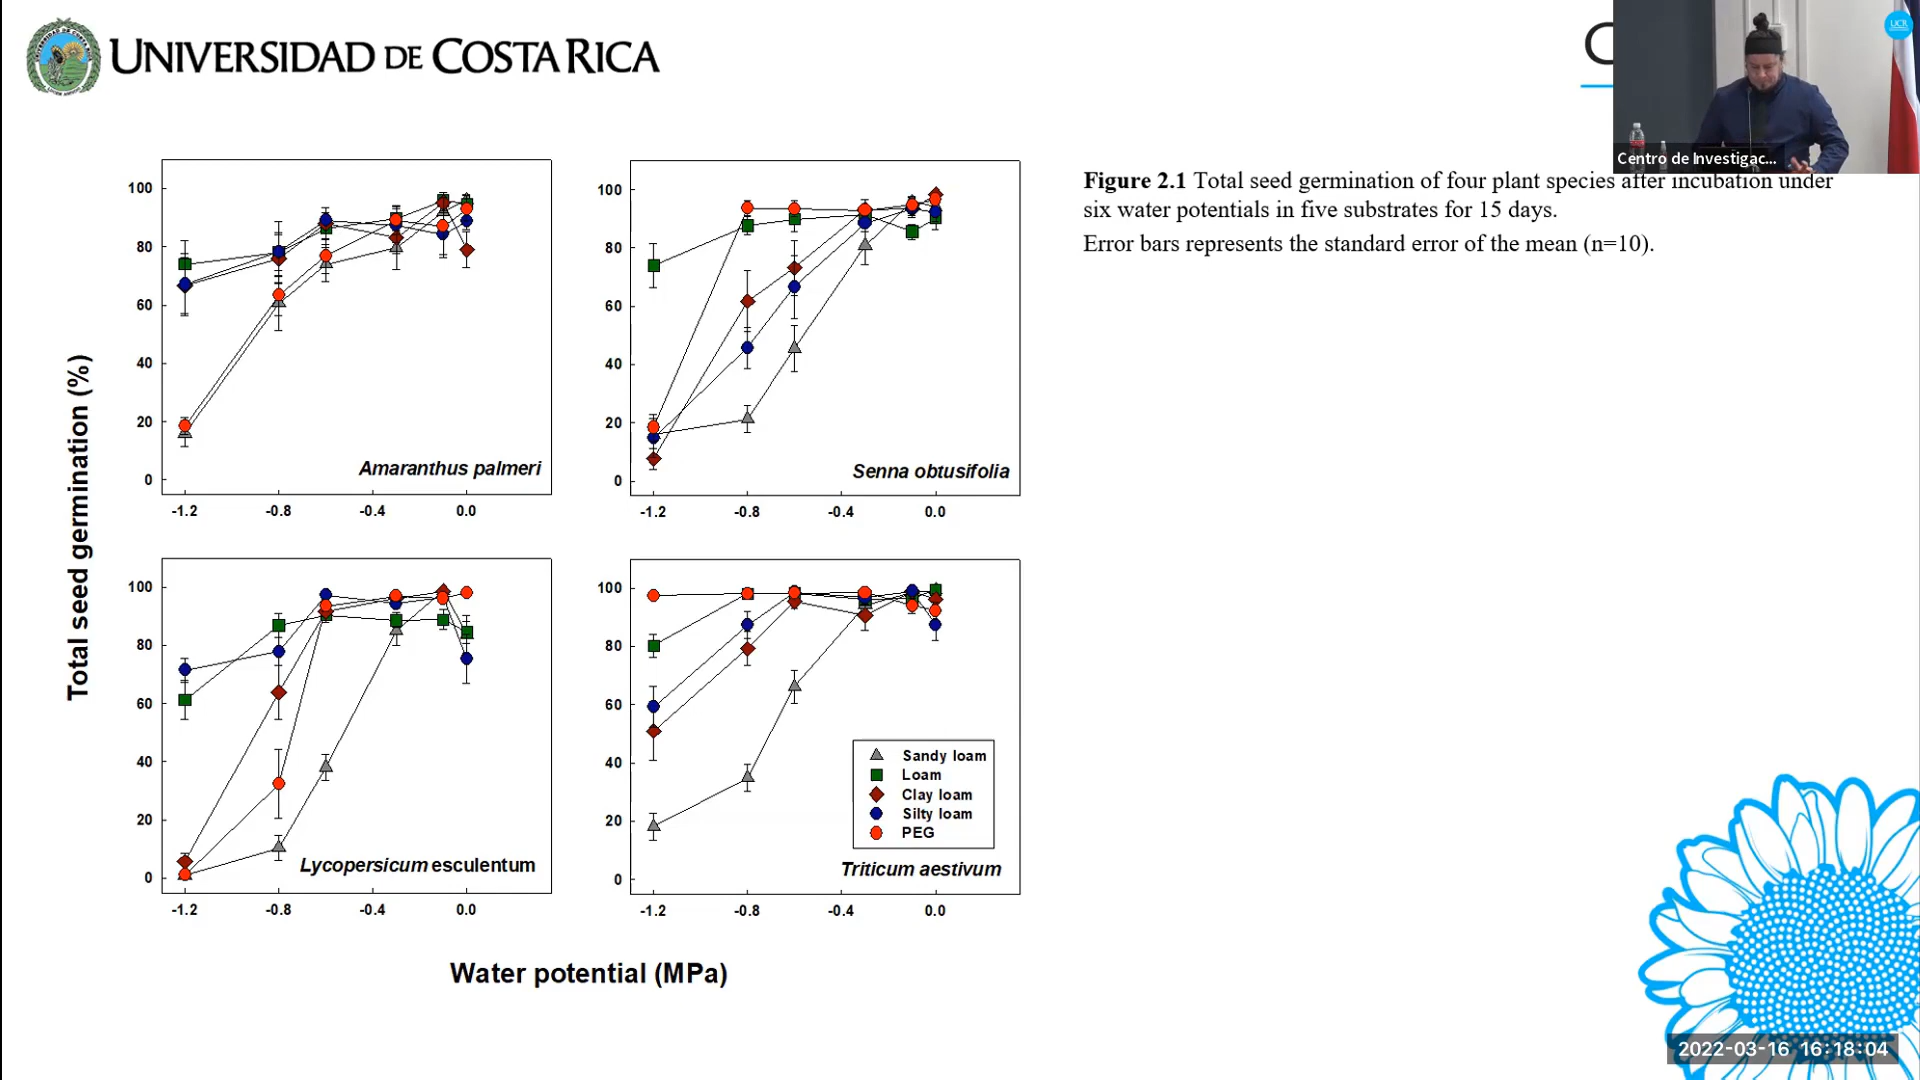 UNIVERSIDAD DE COSTA RICA
UCR
Centro de Investigac...
Figure 2.1 Total seed germination of four plant species after incubation under
six water potentials in five substrates for 15 days.
Error bars represents the standard error of the mean (n=10).
Total seed germination (%)
100
80
60
40
20
0
Amaranthus palmeri
-1.2 -0.8 -0.4 0.0
100
80
60
40
20
0
Senna obtusifolia
-1.2 -0.8 -0.4 0.0
100
80
60
40
20
0
Lycopersicum esculentum
-1.2 -0.8 -0.4 0.0
100
80
60
40
20
0
Sandy loam
Loam
Clay loam
Silty loam
PEG
Triticum aestivum
-1.2 -0.8 -0.4 0.0
Water potential (MPa)
2022-03-16 16:18:04